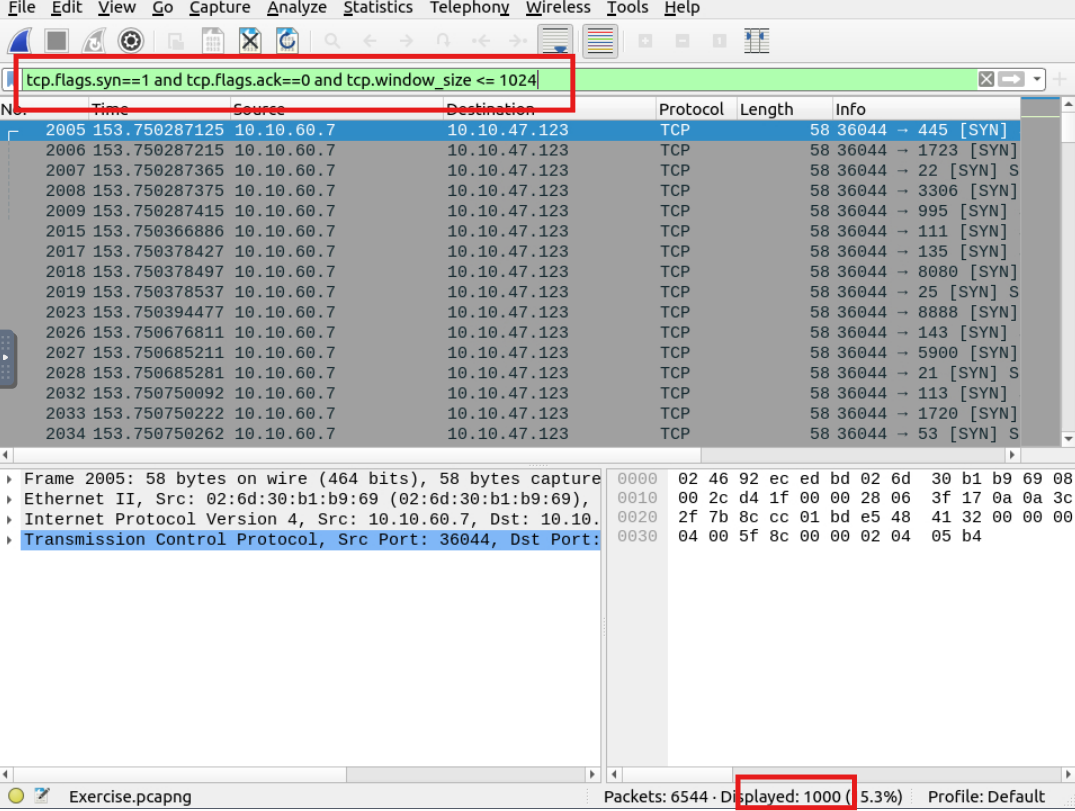 File Edit View Go Capture Analyze Statistics Telephony Wireless Tools Help
tcp.flags.syn==1 and tcp.flags.ack==0 and tcp.window_size <= 1024
No. Time Source Destination Protocol Length Info
2005 153.750287125 10.10.60.7 10.10.47.123 TCP 58 36044 → 445 [SYN]
2006 153.750287215 10.10.60.7 10.10.47.123 TCP 58 36044 → 1723 [SYN]
2007 153.750287365 10.10.60.7 10.10.47.123 TCP 58 36044 → 22 [SYN] S
2008 153.750287375 10.10.60.7 10.10.47.123 TCP 58 36044 → 3306 [SYN]
2009 153.750287415 10.10.60.7 10.10.47.123 TCP 58 36044 → 995 [SYN]
2015 153.750366886 10.10.60.7 10.10.47.123 TCP 58 36044 → 111 [SYN]
2017 153.750378427 10.10.60.7 10.10.47.123 TCP 58 36044 → 135 [SYN]
2018 153.750378497 10.10.60.7 10.10.47.123 TCP 58 36044 → 8080 [SYN]
2019 153.750378537 10.10.60.7 10.10.47.123 TCP 58 36044 → 25 [SYN] S
2023 153.750394477 10.10.60.7 10.10.47.123 TCP 58 36044 → 8888 [SYN]
2026 153.750676811 10.10.60.7 10.10.47.123 TCP 58 36044 → 143 [SYN]
2027 153.750685211 10.10.60.7 10.10.47.123 TCP 58 36044 → 5900 [SYN]
2028 153.750685281 10.10.60.7 10.10.47.123 TCP 58 36044 → 21 [SYN] S
2032 153.750750092 10.10.60.7 10.10.47.123 TCP 58 36044 → 113 [SYN]
2033 153.750750222 10.10.60.7 10.10.47.123 TCP 58 36044 → 1720 [SYN]
2034 153.750750262 10.10.60.7 10.10.47.123 TCP 58 36044 → 53 [SYN] S
Frame 2005: 58 bytes on wire (464 bits), 58 bytes capture
Ethernet II, Src: 02:6d:30:b1:b9:69 (02:6d:30:b1:b9:69),
Internet Protocol Version 4, Src: 10.10.60.7, Dst: 10.10.
Transmission Control Protocol, Src Port: 36044, Dst Port:
0000 02 46 92 ec ed bd 02 6d 30 b1 b9 69 08
0010 00 2c d4 1f 00 00 28 06 3f 17 0a 0a 3c
0020 2f 7b 8c cc 01 bd e5 48 41 32 00 00 00
0030 04 00 5f 8c 00 00 02 04 05 b4
Exercise.pcapng Packets: 6544 · Displayed: 1000 (15.3%) Profile: Default